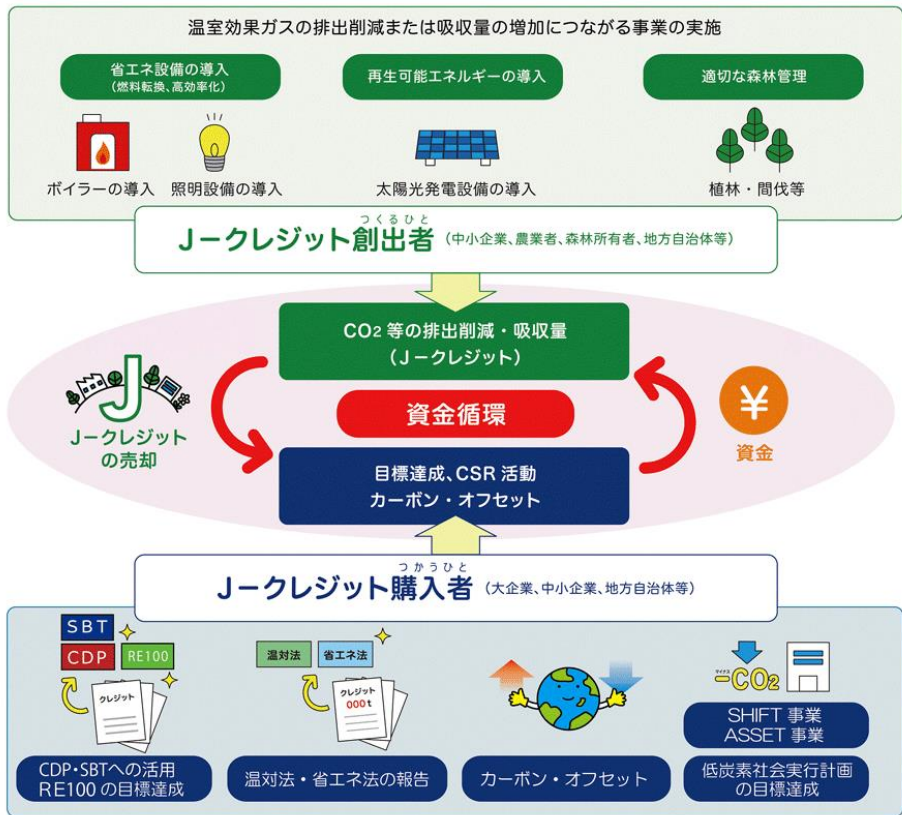 温室効果ガスの排出削減または吸収量の増加につながる事業の実施
省エネ設備の導入
(燃料転換、高効率化)
再生可能エネルギーの導入
適切な森林管理
ボイラーの導入
照明設備の導入
太陽光発電設備の導入
植林・間伐等
つくるひと
Jークレジット創出者
(中小企業、農業者、森林所有者、地方自治体等)
CO2 等の排出削減・吸収量
(Jークレジット)
J
Jークレジット
の売却
資金循環
¥
資金
目標達成、CSR 活動
カーボン・オフセット
つかうひと
Jークレジット購入者
(大企業、中小企業、地方自治体等)
SBT
CDP
RE100
クレジット
CDP・SBTへの活用
RE100 の目標達成
温対法
省エネ法
クレジット
000t
温対法・省エネ法の報告
カーボン・オフセット
マイナス
-CO2
SHIFT 事業
ASSET 事業
低炭素社会実行計画
の目標達成